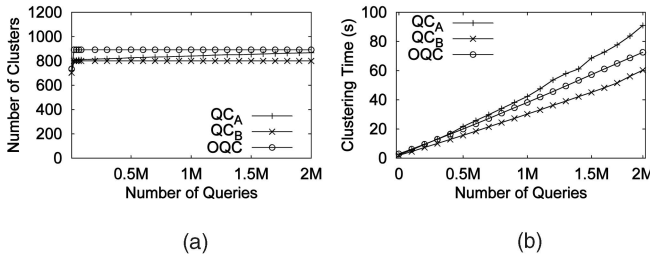 Number of Clusters
1200
1000
800
600
400
200
0
QC_A
QC_B
OQC
0.5M 1M 1.5M 2M
Number of Queries
(a)
Clustering Time (s)
100
80
60
40
20
0
QC_A
QC_B
OQC
0 0.5M 1M 1.5M 2M
Number of Queries
(b)